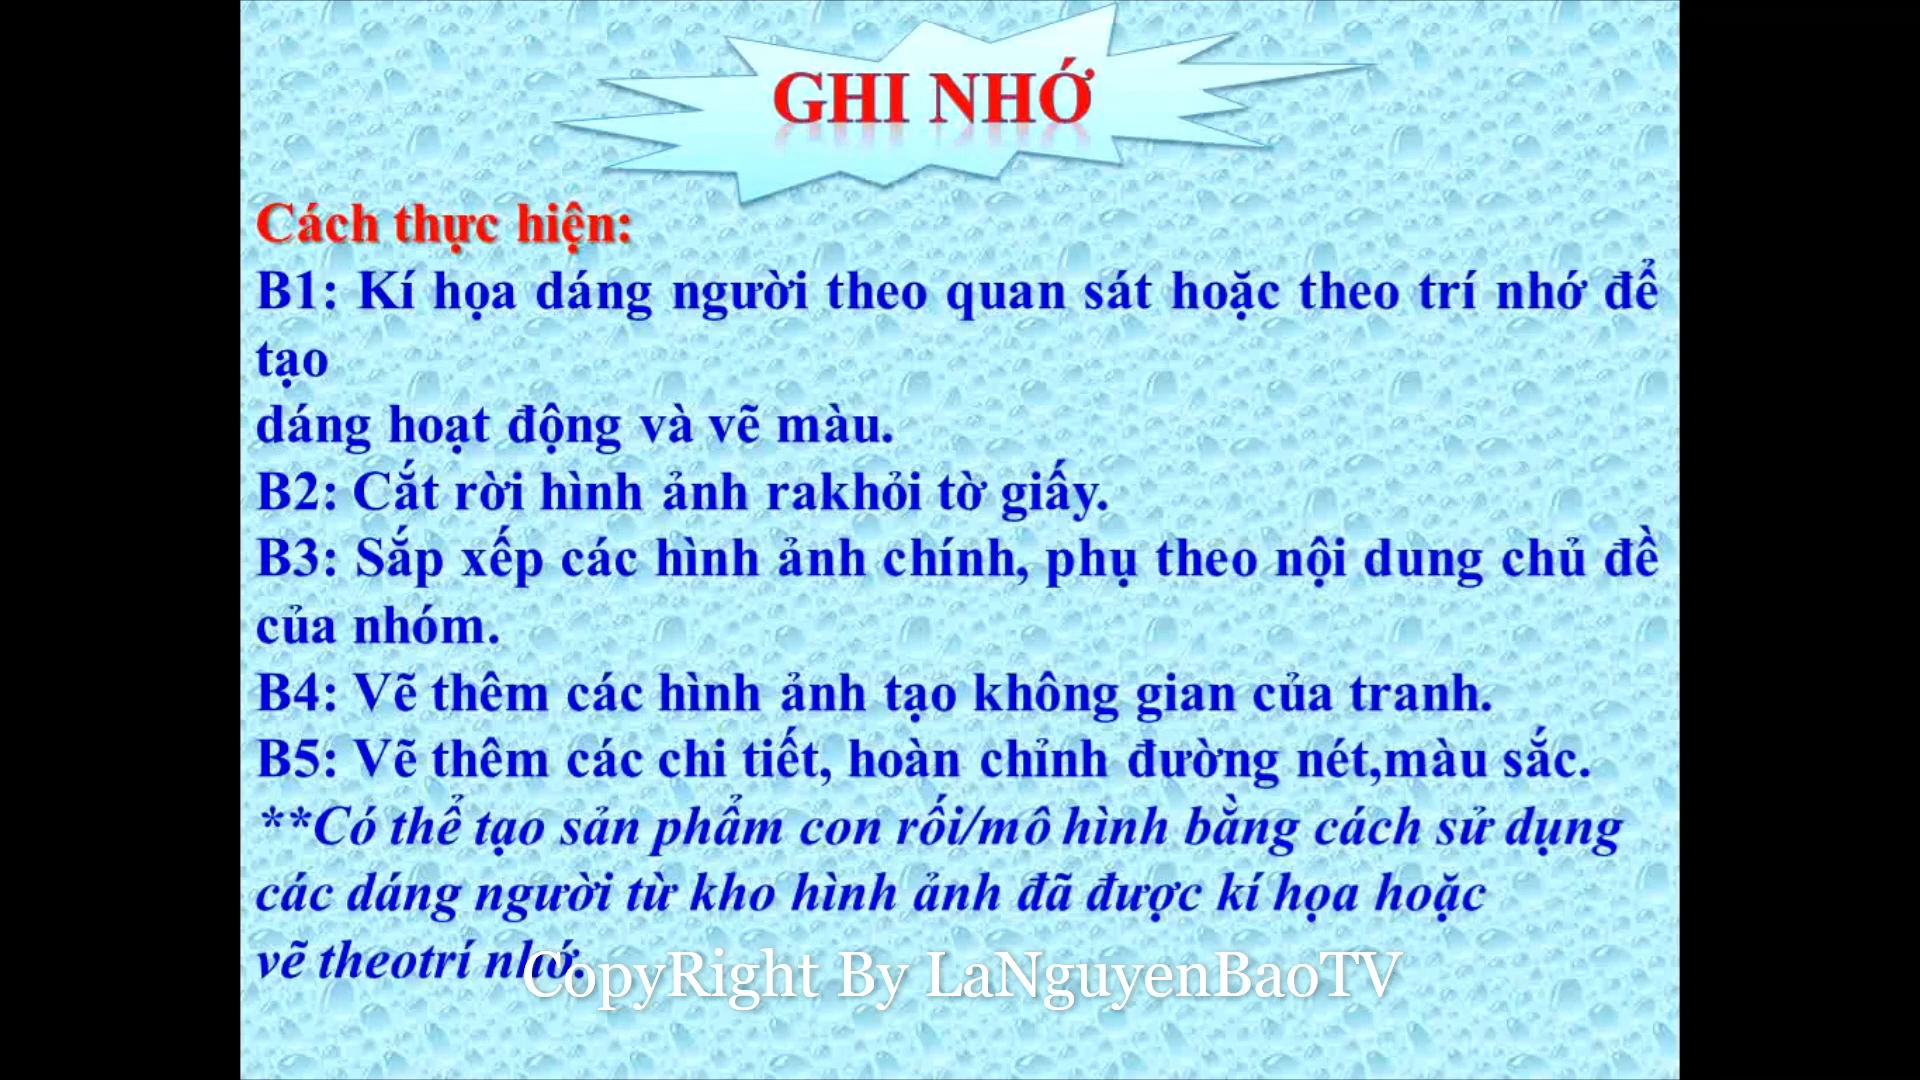 GHI NHỚ
Cách thực hiện:
B1: Kí họa dáng người theo quan sát hoặc theo trí nhớ để
tạo
dáng hoạt động và vẽ màu.
B2: Cắt rời hình ảnh rakhỏi tờ giấy.
B3: Sắp xếp các hình ảnh chính, phụ theo nội dung chủ đề
của nhóm.
B4: Vẽ thêm các hình ảnh tạo không gian của tranh.
B5: Vẽ thêm các chi tiết, hoàn chỉnh đường nét,màu sắc.
**Có thể tạo sản phẩm con rối/mô hình bằng cách sử dụng
các dáng người từ kho hình ảnh đã được kí họa hoặc
vẽ theotrí nhớ.
CopyRight By LaNguyenBaoTV